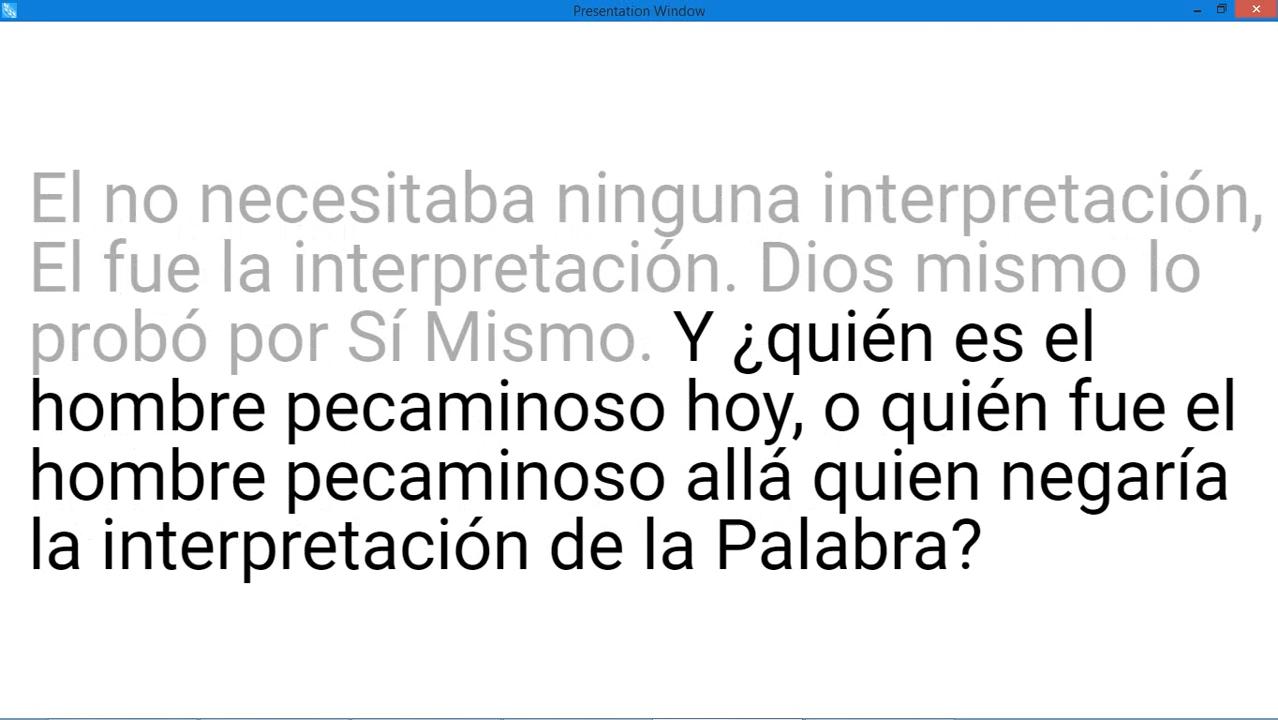 Presentation Window
El no necesitaba ninguna interpretación,
El fue la interpretación. Dios mismo lo
probó por Sí Mismo. Y ¿quién es el
hombre pecaminoso hoy, o quién fue el
hombre pecaminoso allá quien negaría
la interpretación de la Palabra?